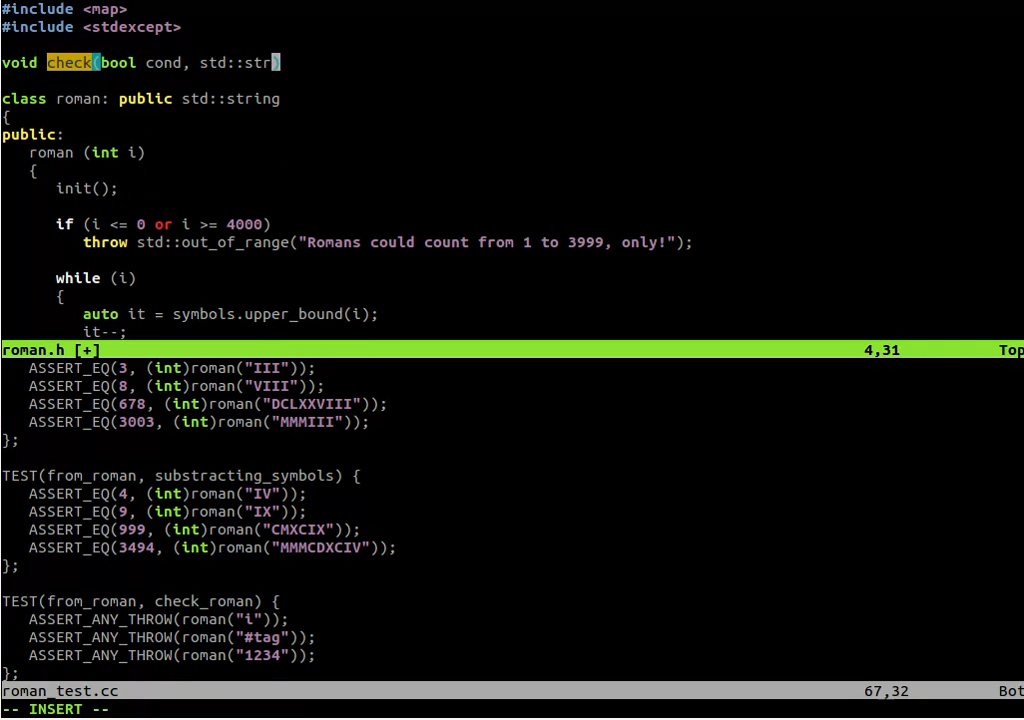 #include <map>
#include <stdexcept>
void check(bool cond, std::str)
class roman: public std::string
{
public:
roman (int i)
{
init();
if (i <= 0 or i >= 4000)
throw std::out_of_range("Romans could count from 1 to 3999, only!");
while (i)
{
auto it = symbols.upper_bound(i);
it--;
roman.h [+] 4,31 Top
ASSERT_EQ(3, (int)roman("III"));
ASSERT_EQ(8, (int)roman("VIII"));
ASSERT_EQ(678, (int)roman("DCLXXVIII"));
ASSERT_EQ(3003, (int)roman("MMMIII"));
};
TEST(from_roman, substracting_symbols) {
ASSERT_EQ(4, (int)roman("IV"));
ASSERT_EQ(9, (int)roman("IX"));
ASSERT_EQ(999, (int)roman("CMXCIX"));
ASSERT_EQ(3494, (int)roman("MMMCDXCIV"));
};
TEST(from_roman, check_roman) {
ASSERT_ANY_THROW(roman("i"));
ASSERT_ANY_THROW(roman("#tag"));
ASSERT_ANY_THROW(roman("1234"));
};
roman_test.cc 67,32 Bot
-- INSERT --